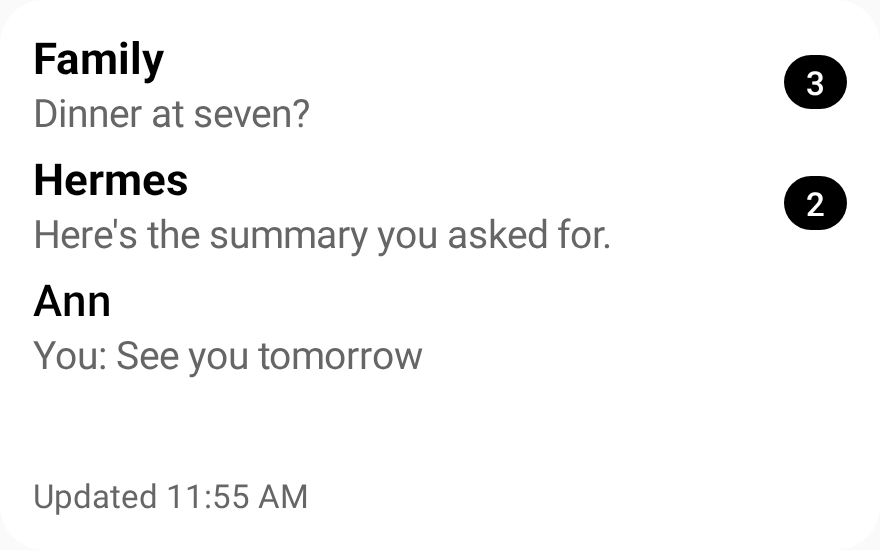 Family
3
Dinner at seven?
Hermes
2
Here's the summary you asked for.
Ann
You: See you tomorrow
Updated 11:55 AM